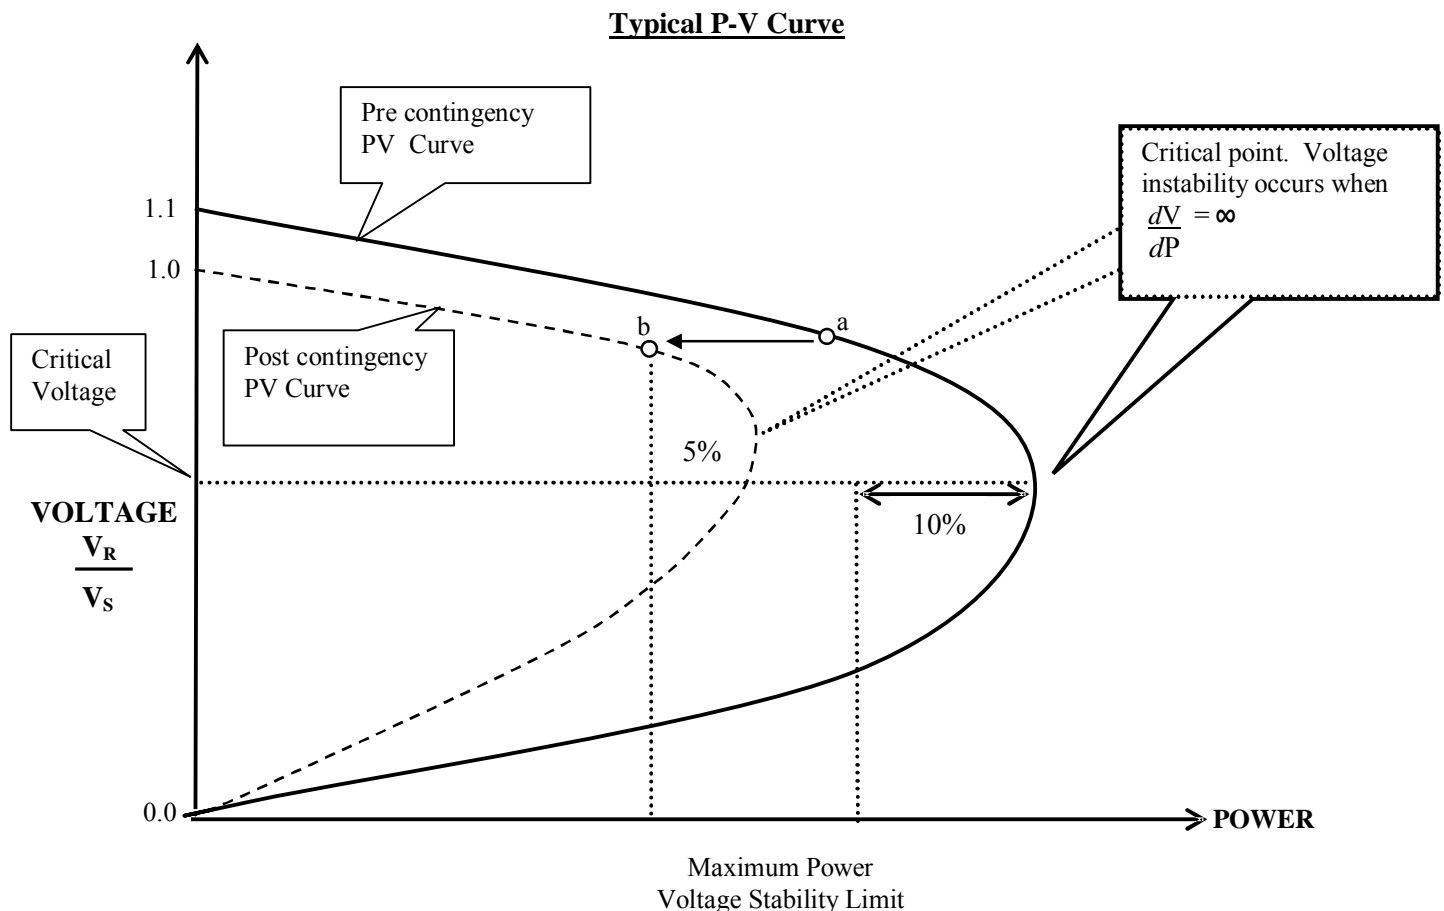 Typical P-V Curve
Pre contingency
PV Curve
Critical point. Voltage
instability occurs when
dV = ∞
dP
1.1
1.0
b
a
Critical
Voltage
Post contingency
PV Curve
5%
10%
VOLTAGE
V_R
V_S
0.0
POWER
Maximum Power
Voltage Stability Limit